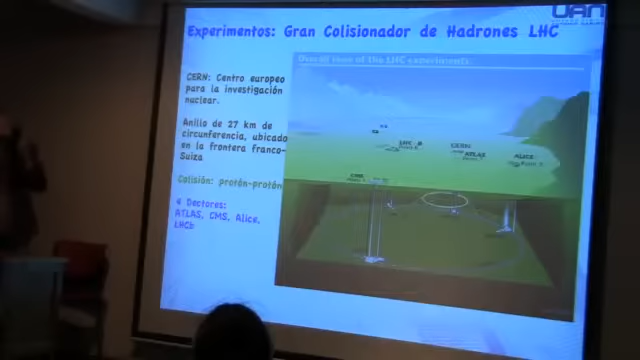 UAN
Experimentos: Gran Colisionador de Hadrones LHC
Overall view of the LHC experiments.
CERN: Centro europeo
para la investigación
nuclear.
Anillo de 27 km de
circunferencia, ubicado
en la frontera franco-
Suiza
Colisión: protón-protón
4 Dectores:
ATLAS, CMS, Alice,
LHCb
LHC - B
CERN
ATLAS
ALICE
CMS